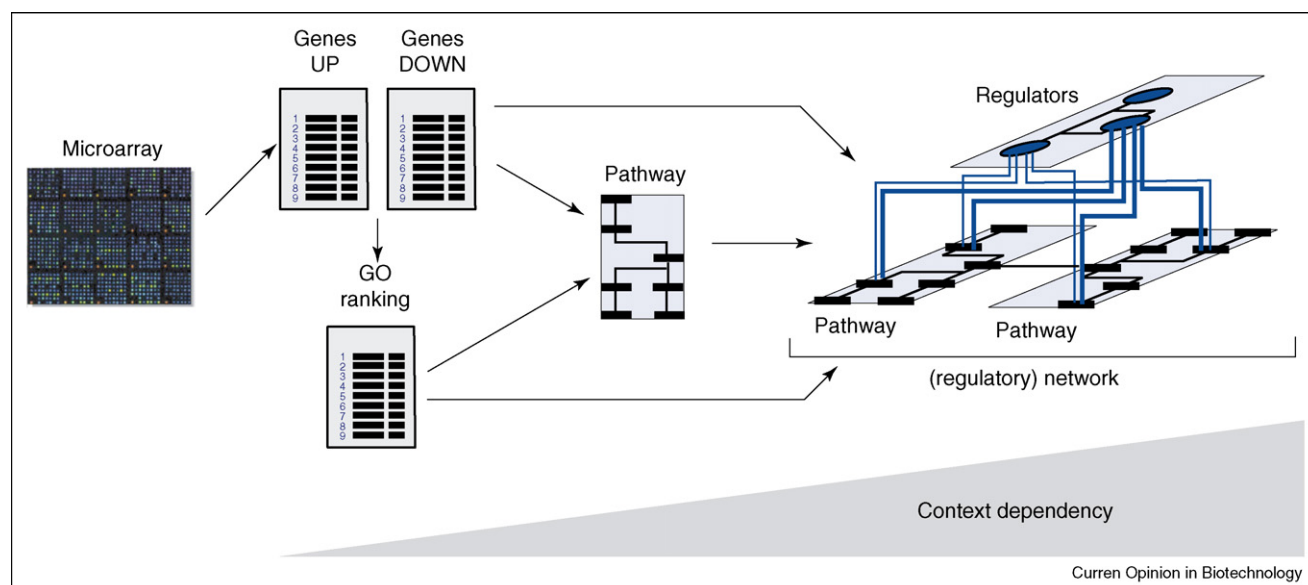 Genes
UP
Genes
DOWN
1
2
3
4
5
6
7
8
9
1
2
3
4
5
6
7
8
9
Microarray
GO
ranking
1
2
3
4
5
6
7
8
9
Pathway
Regulators
Pathway
Pathway
(regulatory) network
Context dependency
Curren Opinion in Biotechnology